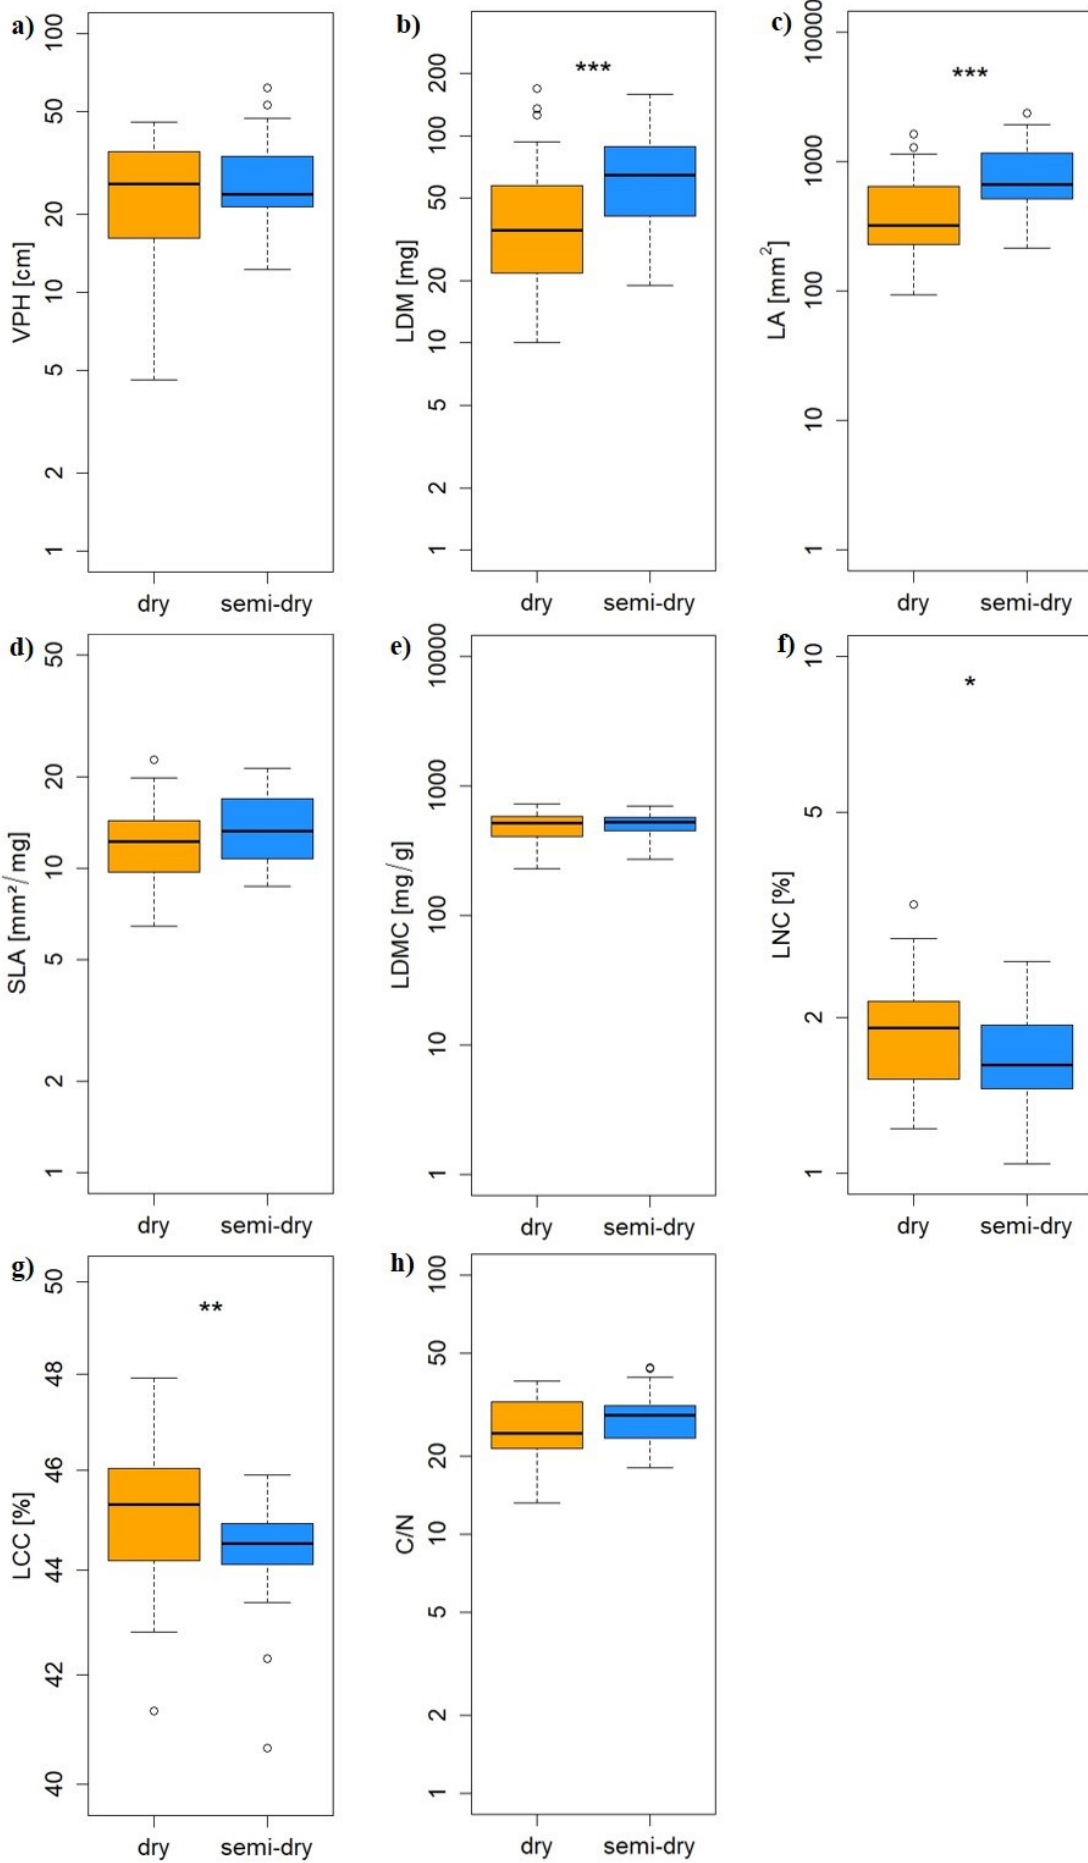 a)
100
50
20
10
5
2
1
VPH [cm]
dry
semi-dry
b)
***
200
100
50
20
10
5
2
1
LDM [mg]
dry
semi-dry
c)
***
10000
1000
100
10
1
LA [mm²]
dry
semi-dry
d)
50
20
10
5
2
1
SLA [mm²/mg]
dry
semi-dry
e)
10000
1000
100
10
1
LDMC [mg/g]
dry
semi-dry
f)
*
10
5
2
1
LNC [%]
dry
semi-dry
g)
**
50
48
46
44
42
40
LCC [%]
dry
semi-dry
h)
100
50
20
10
5
2
1
C/N
dry
semi-dry